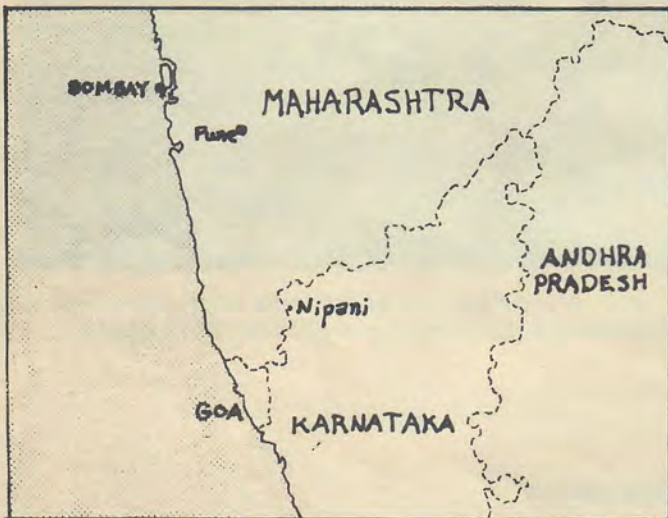 BOMBAY
MAHARASHTRA
Pune
ANDHRA
PRADESH
Nipani
GOA
KARNATAKA